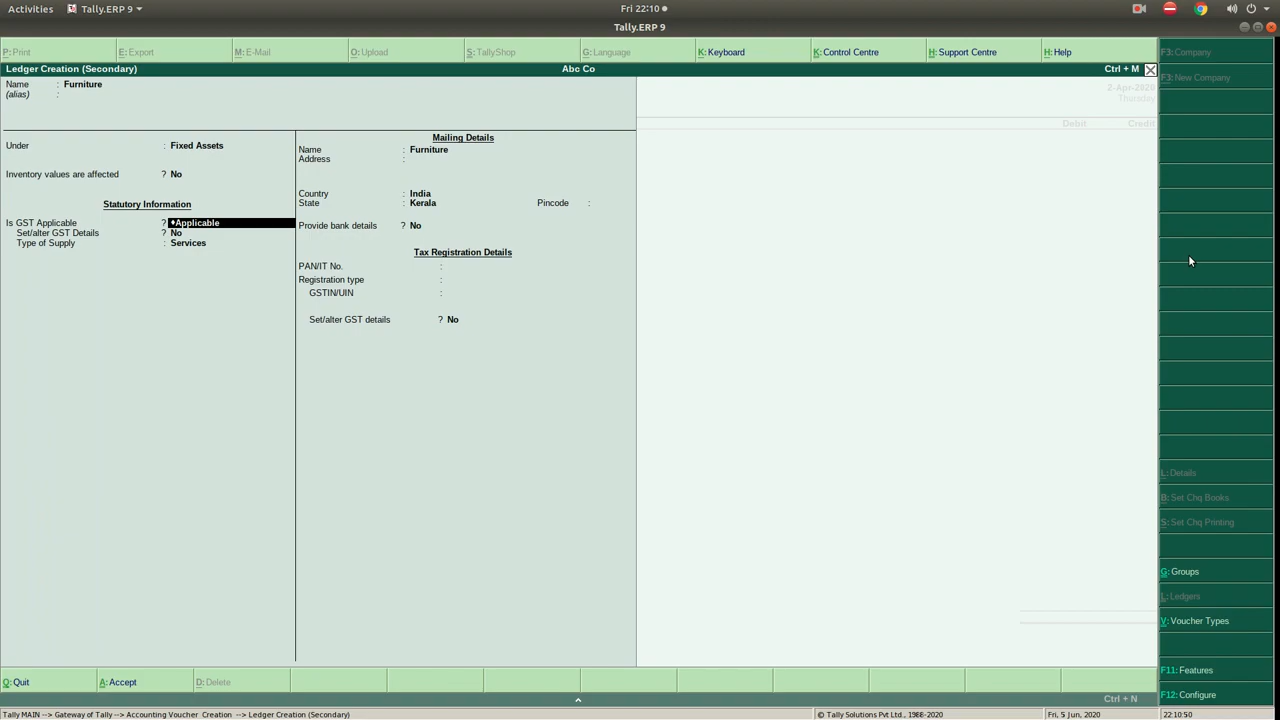 Activities Tally.ERP 9 Fri 22:10
Tally.ERP 9
P: Print E: Export M: E-Mail O: Upload S: TallyShop G: Language K: Keyboard K: Control Centre H: Support Centre H: Help F3: Company
Ledger Creation (Secondary) Abc Co Ctrl + M
F3: New Company
Name : Furniture
(alias) :
2-Apr-2020
Thursday
Debit Credit
Mailing Details
Under : Fixed Assets
Name : Furniture
Address :
Inventory values are affected ? No
Country : India
State : Kerala Pincode :
Statutory Information
Is GST Applicable ? ♦Applicable
Set/alter GST Details ? No
Type of Supply : Services
Provide bank details ? No
Tax Registration Details
PAN/IT No. :
Registration type :
GSTIN/UIN :
Set/alter GST details ? No
L: Details
B: Set Chq Books
S: Set Chq Printing
G: Groups
L: Ledgers
V: Voucher Types
F11: Features
F12: Configure
Q: Quit A: Accept D: Delete
Ctrl + N
Tally MAIN --> Gateway of Tally --> Accounting Voucher Creation --> Ledger Creation (Secondary) © Tally Solutions Pvt Ltd., 1988-2020 Fri, 5 Jun, 2020 22:10:50